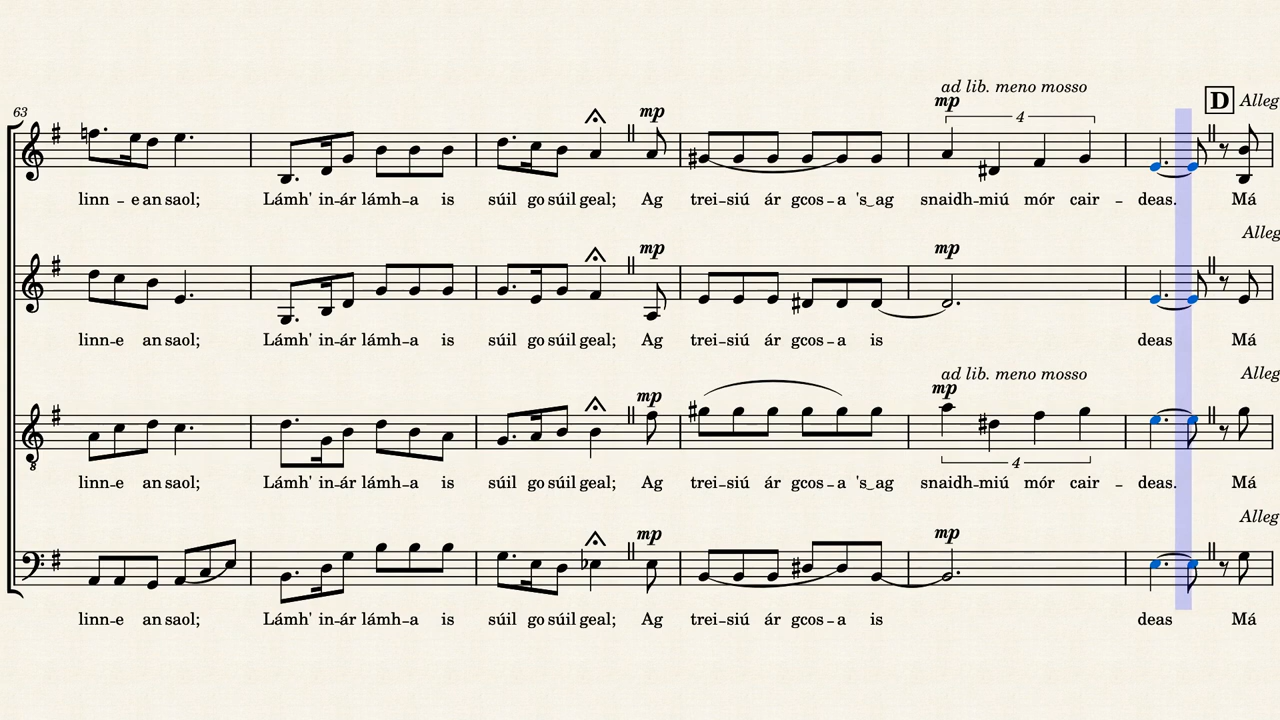 ad lib. meno mosso
63 mp mp 4 D Alleg
linn – e an saol; Lámh' in–ár lámh–a is súil go súil geal; Ag trei–siú ár gcos–a 's‿ag snaidh–miú mór cair – deas. Má
Alleg
mp mp
linn–e an saol; Lámh' in–ár lámh–a is súil go súil geal; Ag trei–siú ár gcos–a is deas Má
ad lib. meno mosso Alleg
mp mp
8 4
linn–e an saol; Lámh' in–ár lámh–a is súil go súil geal; Ag trei–siú ár gcos–a 's‿ag snaidh–miú mór cair – deas. Má
Alleg
mp mp
linn–e an saol; Lámh' in–ár lámh–a is súil go súil geal; Ag trei–siú ár gcos–a is deas Má